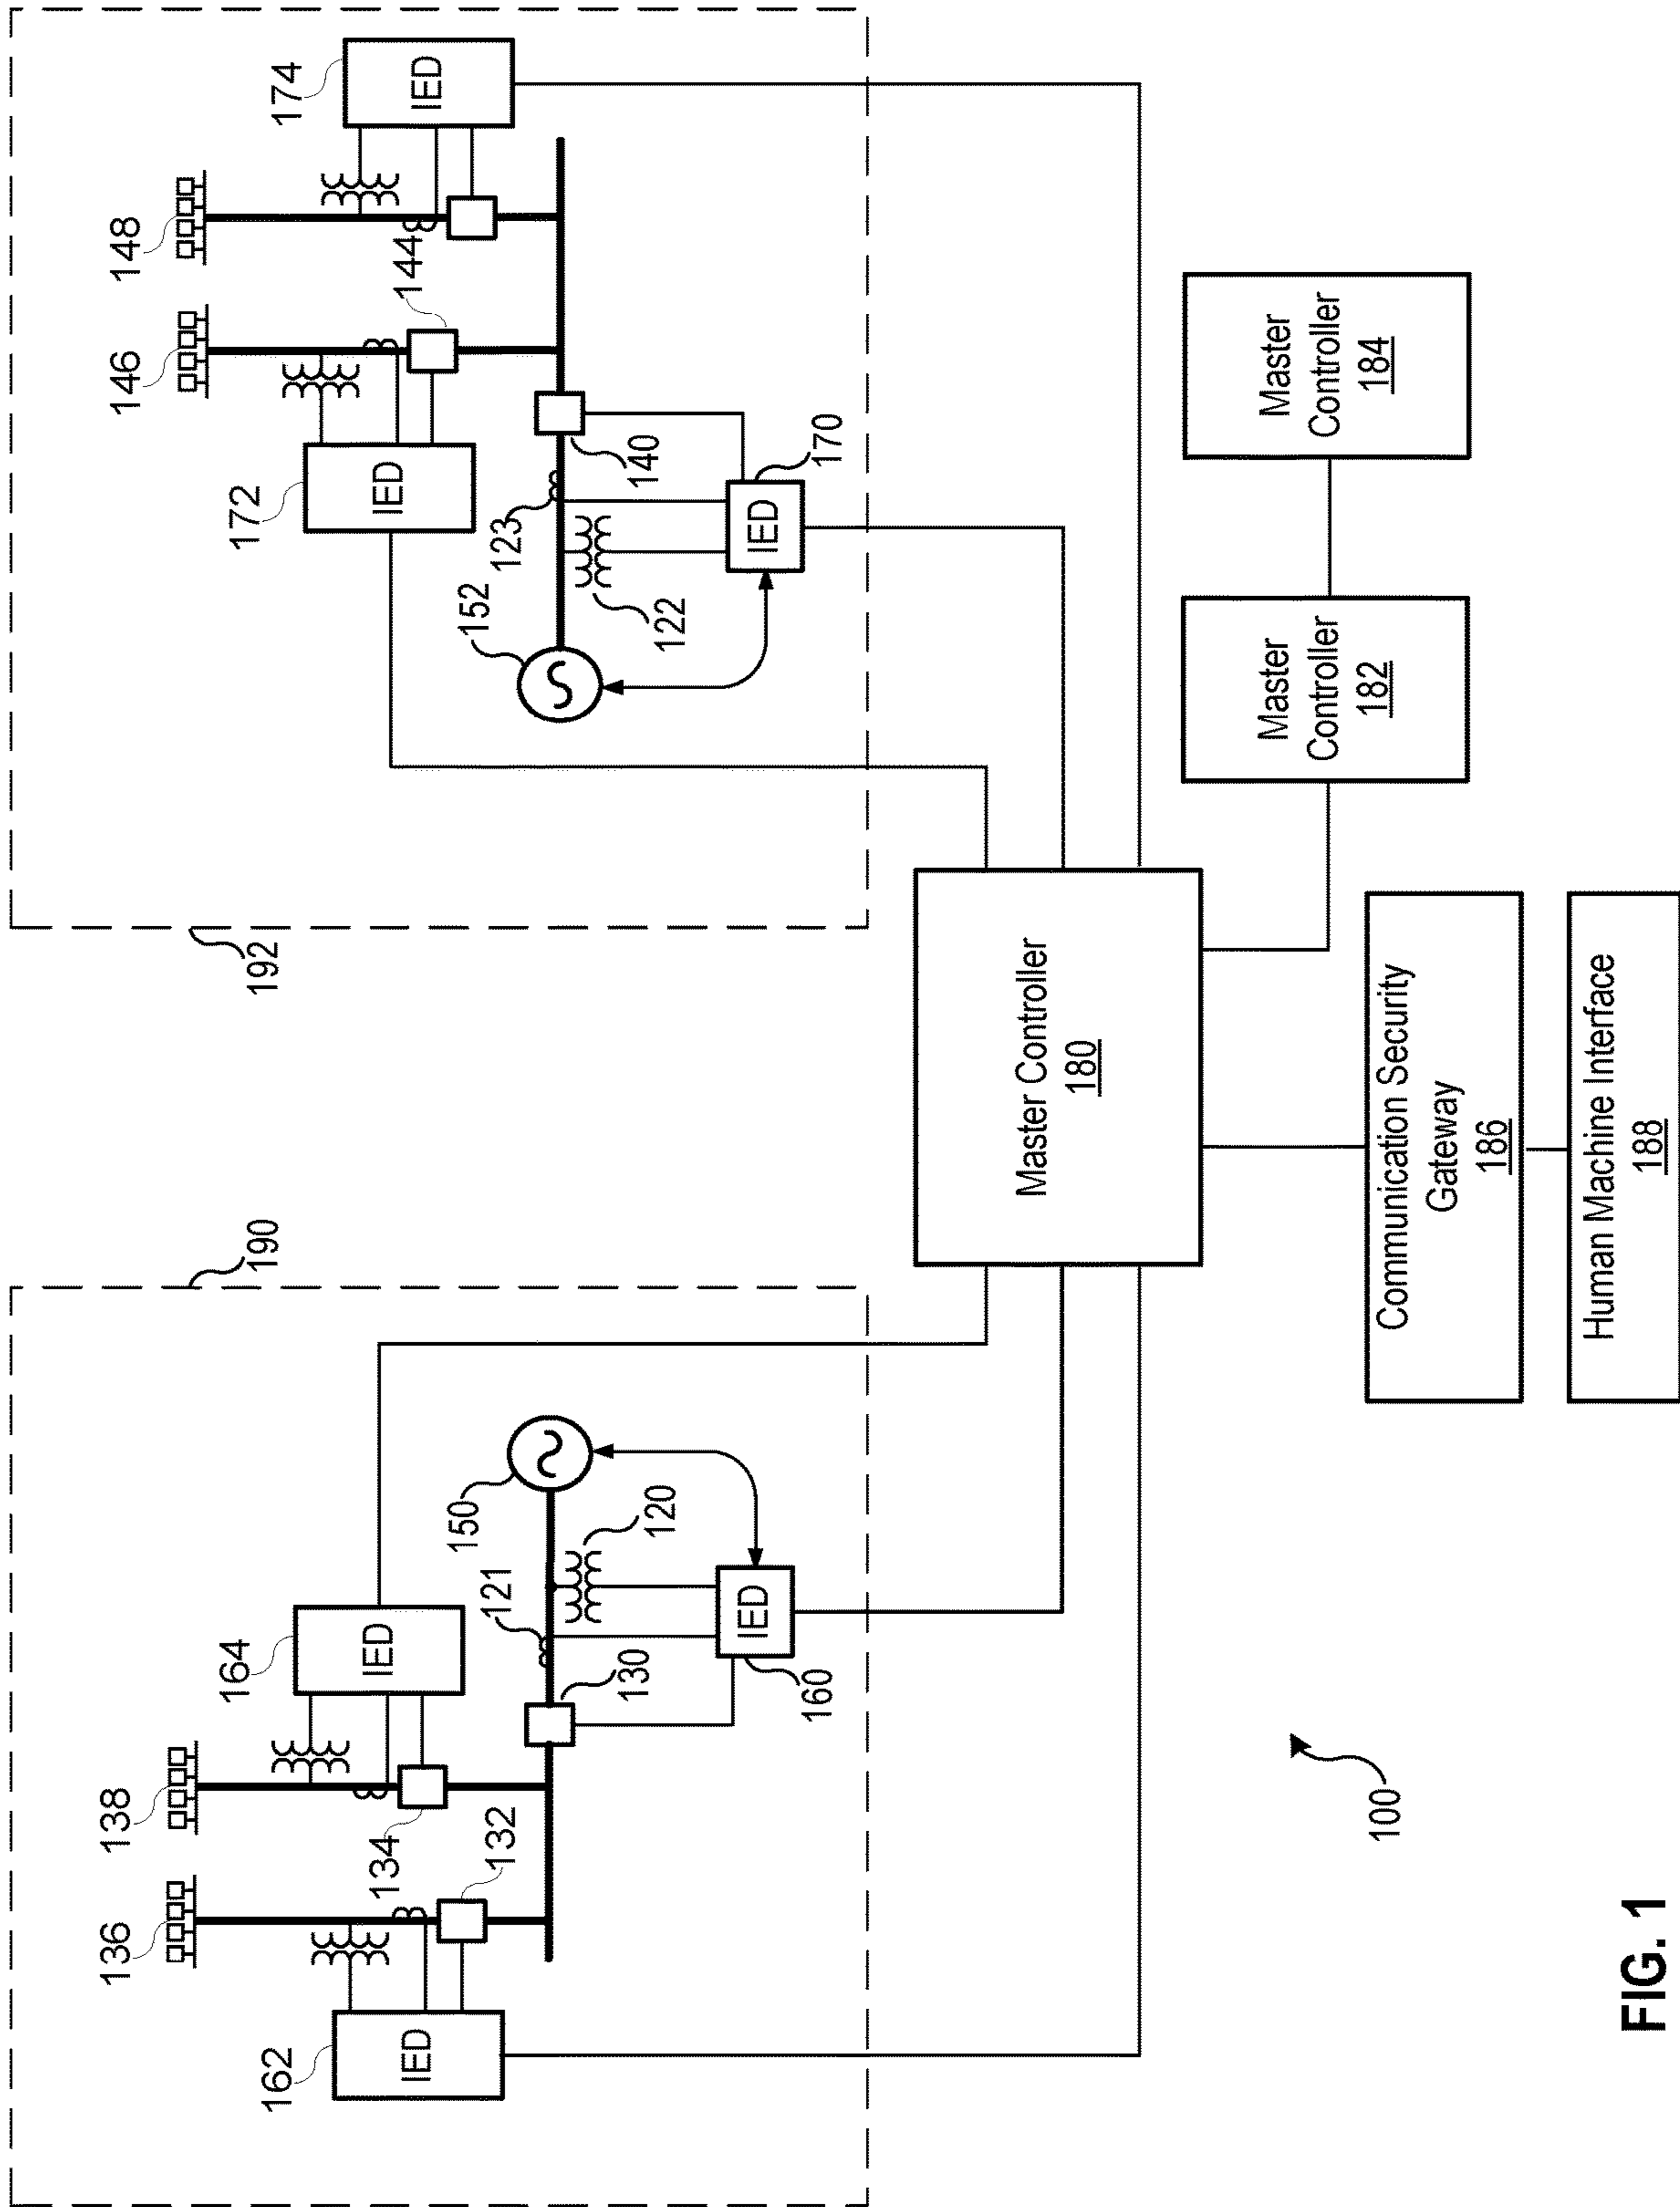 136
138
146
148
162
164
190
192
172
174
IED
IED
IED
IED
134
144
132
150
121
152
123
130
120
122
140
IED
IED
160
170
Master Controller
180
Master
Controller
182
Master
Controller
184
100
Communication Security
Gateway
186
Human Machine Interface
188
FIG. 1